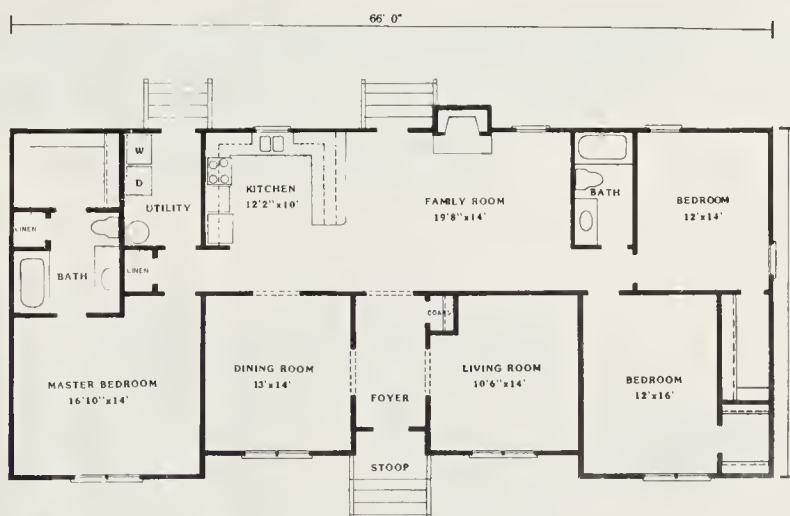 66' 0"
W
D
UTILITY
KITCHEN
12'2"x10'
FAMILY ROOM
19'8"x14'
BATH
BEDROOM
12'x14'
LINEN
BATH
LINEN
MASTER BEDROOM
16'10"x14'
DINING ROOM
13'x14'
FOYER
COATS
LIVING ROOM
10'6"x14'
BEDROOM
12'x16'
STOOP